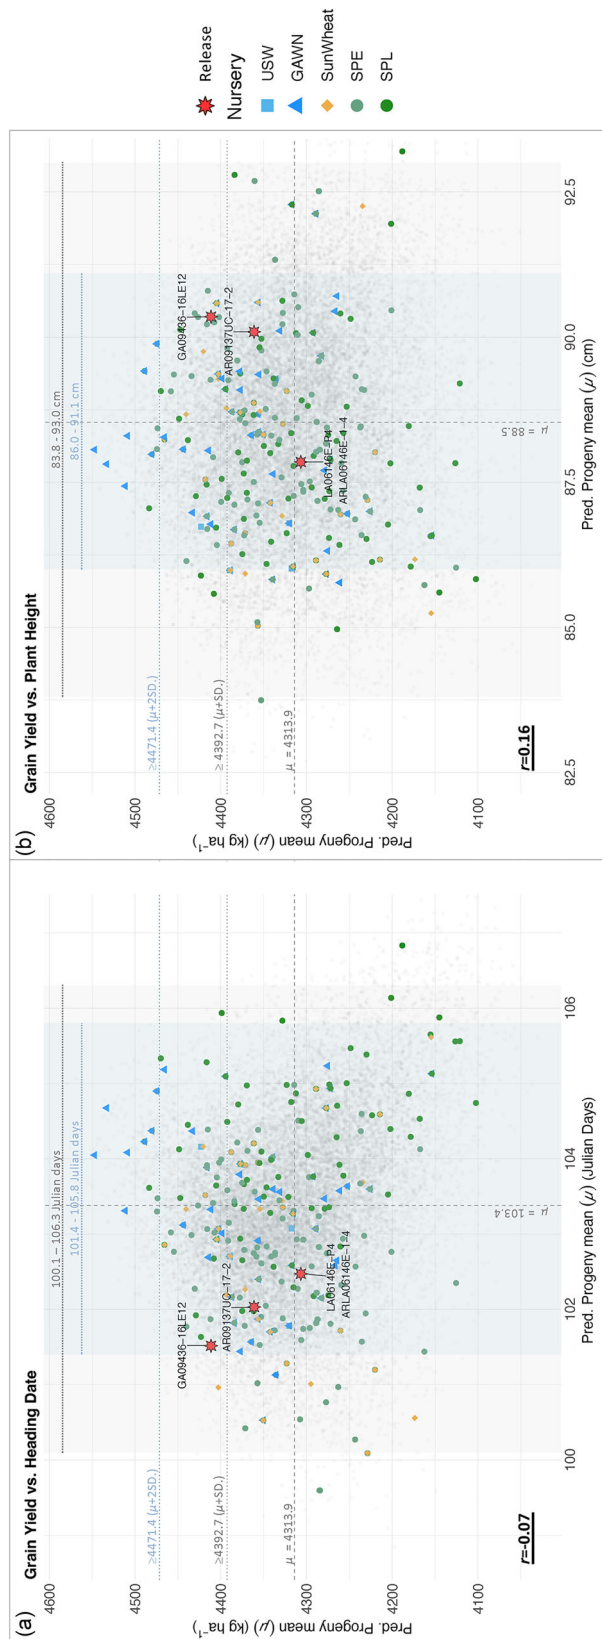 (a)
Grain Yield vs. Heading Date
100.1 – 106.3 Julian days
101.4 - 105.8 Julian days
≥4471.4 (μ+2SD.)
≥4392.7 (μ+SD.)
μ = 4313.9
GA09436-16LE12
AR09137UC-17-2
LA06146E-P4
ARLA06146E-1-4
μ = 103.4
r=-0.07
4600
4500
4400
4300
4200
4100
Pred. Progeny mean (μ) (kg ha⁻¹)
100
102
104
106
Pred. Progeny mean (μ) (Julian Days)
(b)
Grain Yield vs. Plant Height
83.8 - 93.0 cm
86.0 - 91.1 cm
≥4471.4 (μ+2SD.)
≥ 4392.7 (μ+SD.)
μ = 4313.9
GA09436-16LE12
AR09137UC-17-2
LA06146E-P4
ARLA06146E-1-4
μ = 88.5
r=0.16
4600
4500
4400
4300
4200
4100
Pred. Progeny mean (μ) (kg ha⁻¹)
82.5
85.0
87.5
90.0
92.5
Pred. Progeny mean (μ) (cm)
Release
Nursery
USW
GAWN
SunWheat
SPE
SPL